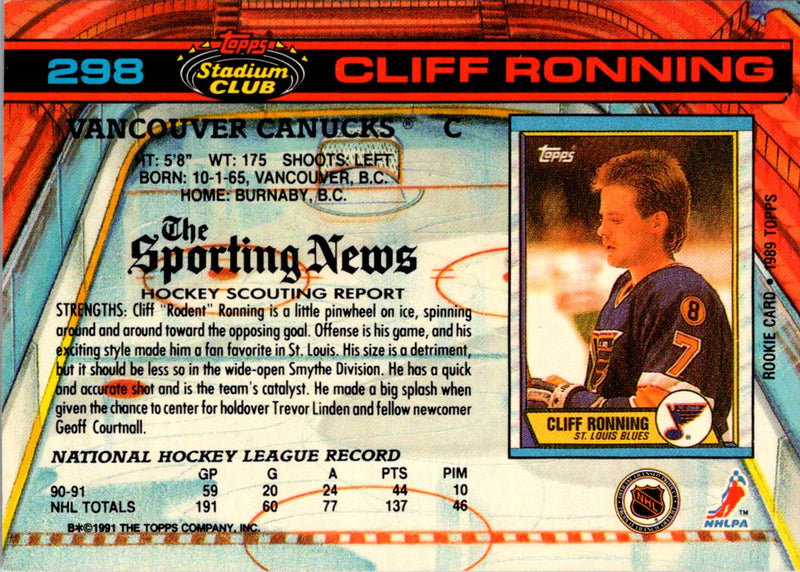 298
Topps
Stadium
CLUB
CLIFF RONNING
VANCOUVER CANUCKS® C
HT: 5'8" WT: 175 SHOOTS: LEFT
BORN: 10-1-65, VANCOUVER, B.C.
HOME: BURNABY, B.C.
The
Sporting News
HOCKEY SCOUTING REPORT
STRENGTHS: Cliff "Rodent" Ronning is a little pinwheel on ice, spinning
around and around toward the opposing goal. Offense is his game, and his
exciting style made him a fan favorite in St. Louis. His size is a detriment,
but it should be less so in the wide-open Smythe Division. He has a quick
and accurate shot and is the team's catalyst. He made a big splash when
given the chance to center for holdover Trevor Linden and fellow newcomer
Geoff Courtnall.
NATIONAL HOCKEY LEAGUE RECORD
GP G A PTS PIM
90-91 59 20 24 44 10
NHL TOTALS 191 60 77 137 46
B*©1991 THE TOPPS COMPANY, INC.
Topps
8
7
CLIFF RONNING
ST. LOUIS BLUES
®
ROOKIE CARD • 1989 TOPPS
NHL
NHLPA
™